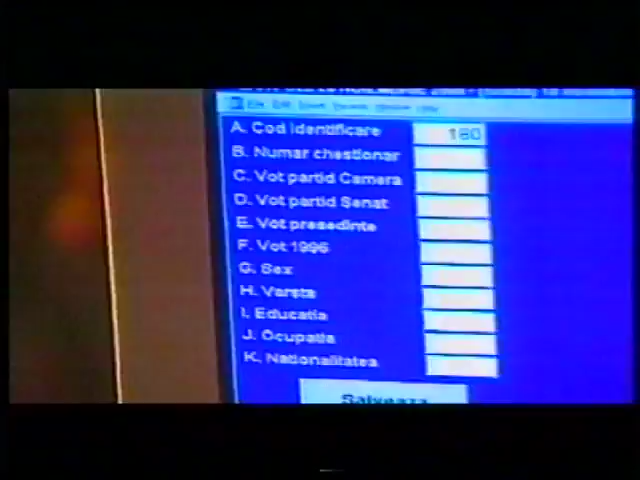 A. Cod identificare 160
B. Numar chestionar
C. Vot partid Camera
D. Vot partid Senat
E. Vot presedinte
F. Vot 1996
G. Sex
H. Varsta
I. Educatia
J. Ocupatia
K. Nationalitatea
Salveaza